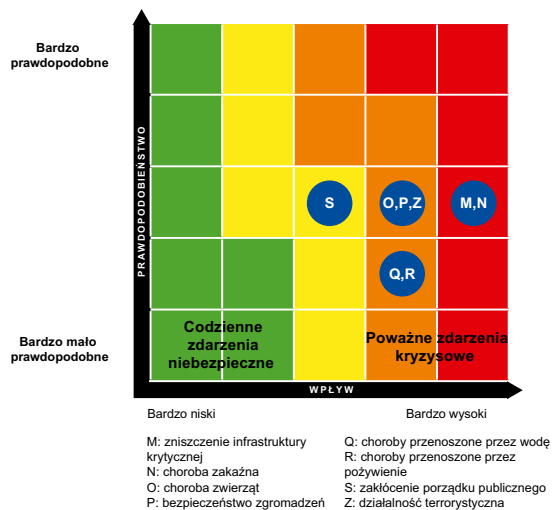 Bardzo
prawdopodobne
PRAWDOPODOBIEŃSTWO
S
O,P,Z
M,N
Q,R
Bardzo mało
prawdopodobne
Codzienne
zdarzenia
niebezpieczne
Poważne zdarzenia
kryzysowe
WPŁYW
Bardzo niski
Bardzo wysoki
M: zniszczenie infrastruktury
krytycznej
N: choroba zakaźna
O: choroba zwierząt
P: bezpieczeństwo zgromadzeń
Q: choroby przenoszone przez wodę
R: choroby przenoszone przez
pożywienie
S: zakłócenie porządku publicznego
Z: działalność terrorystyczna